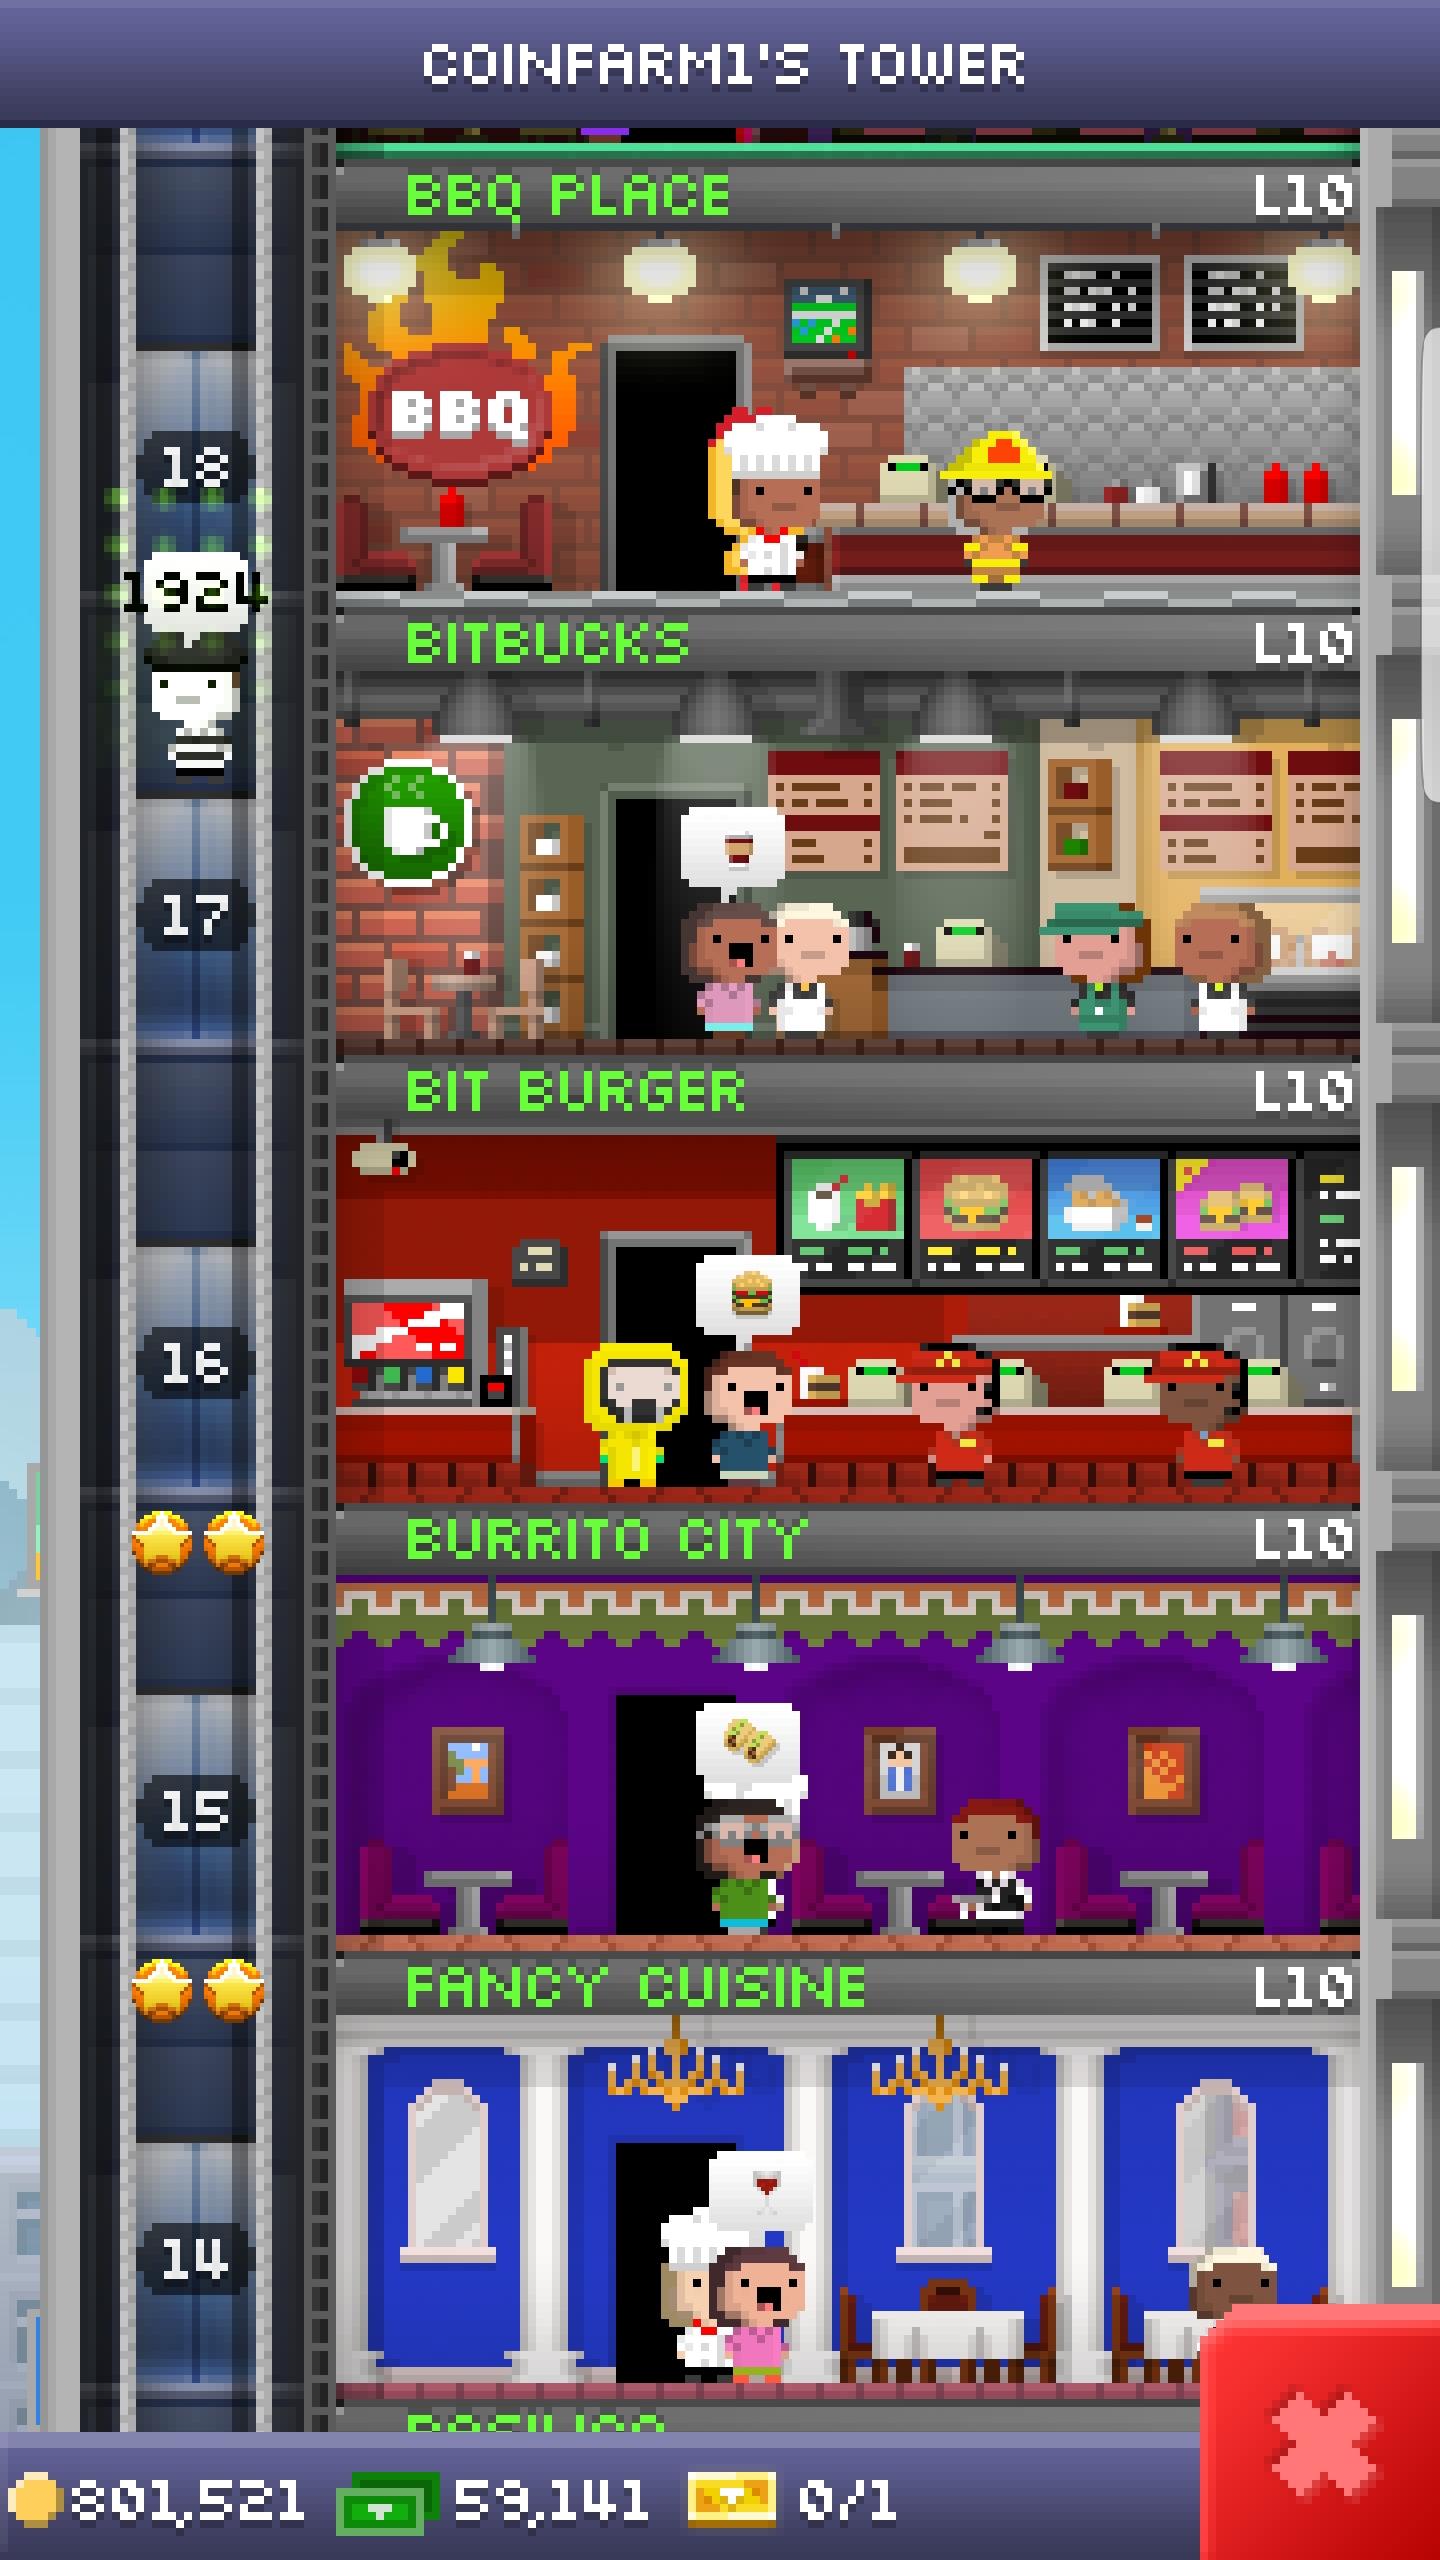 COINFARM1'S TOWER
BBQ PLACE L10
BBQ
18
1924
BITBUCKS L10
17
BIT BURGER L10
16
BURRITO CITY L10
15
FANCY CUISINE L10
14
801,521 59,141 0/1